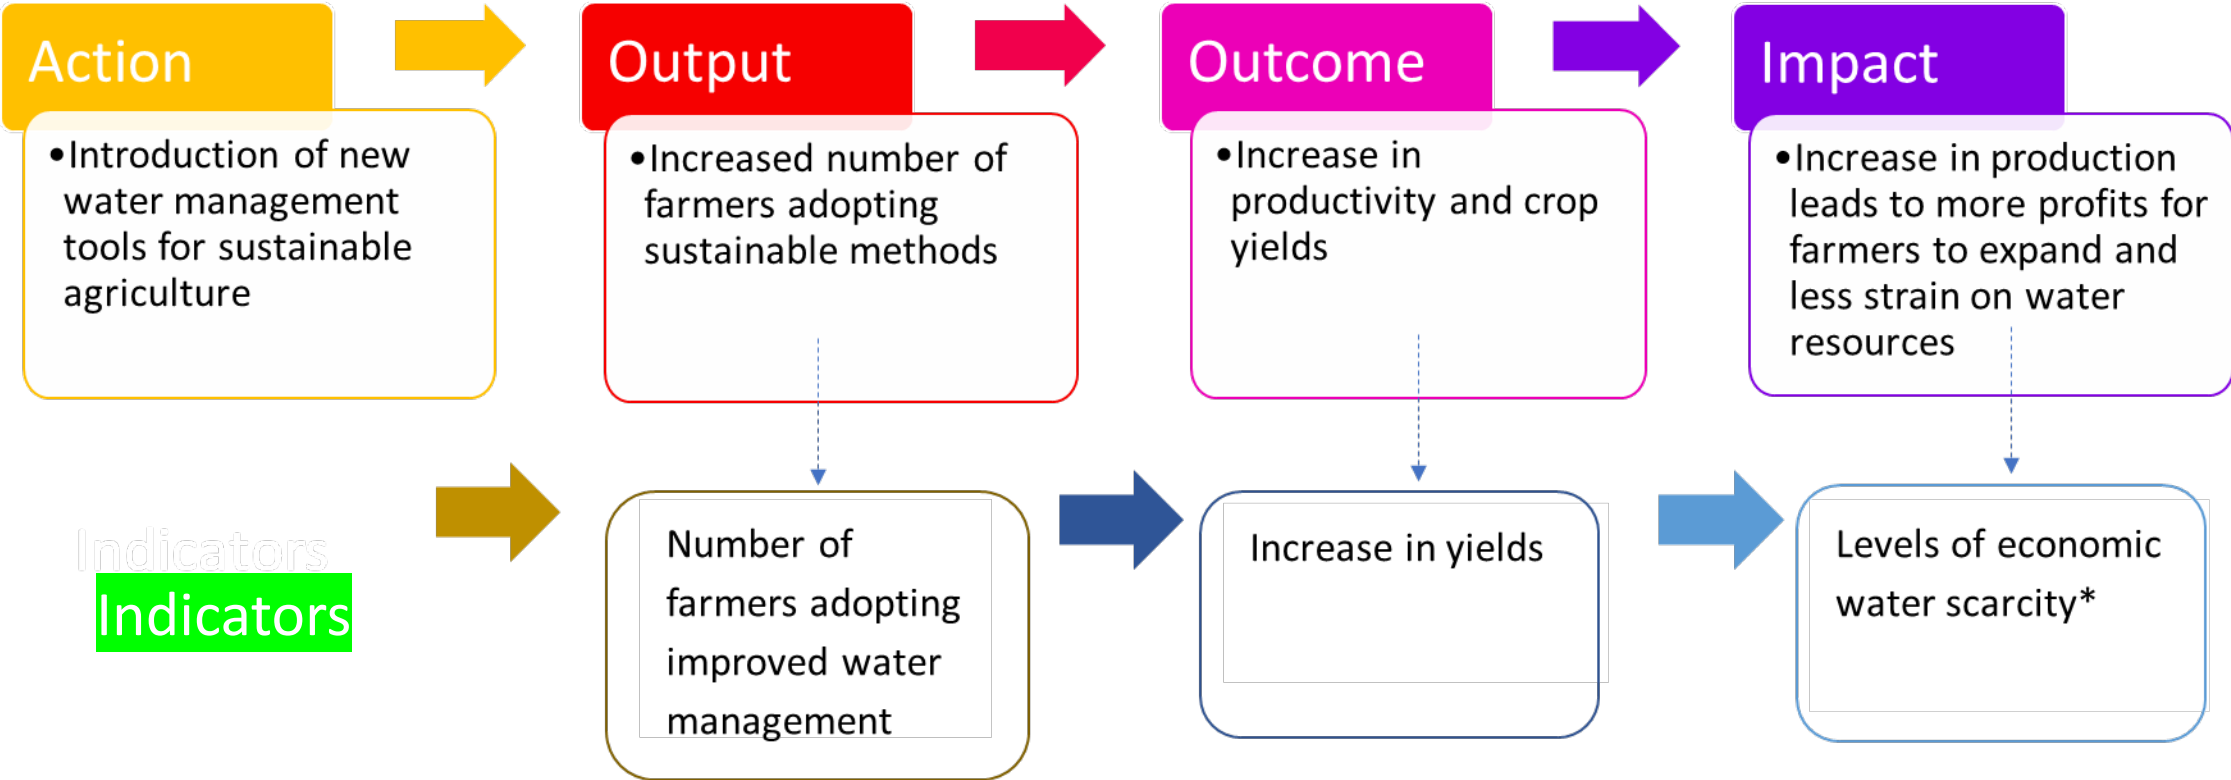 Action
Output
Outcome
Impact
•Introduction of new
water management
tools for sustainable
agriculture
•Increased number of
farmers adopting
sustainable methods
•Increase in
productivity and crop
yields
•Increase in production
leads to more profits for
farmers to expand and
less strain on water
resources
Indicators
Indicators
Number of
farmers adopting
improved water
management
Increase in yields
Levels of economic
water scarcity*